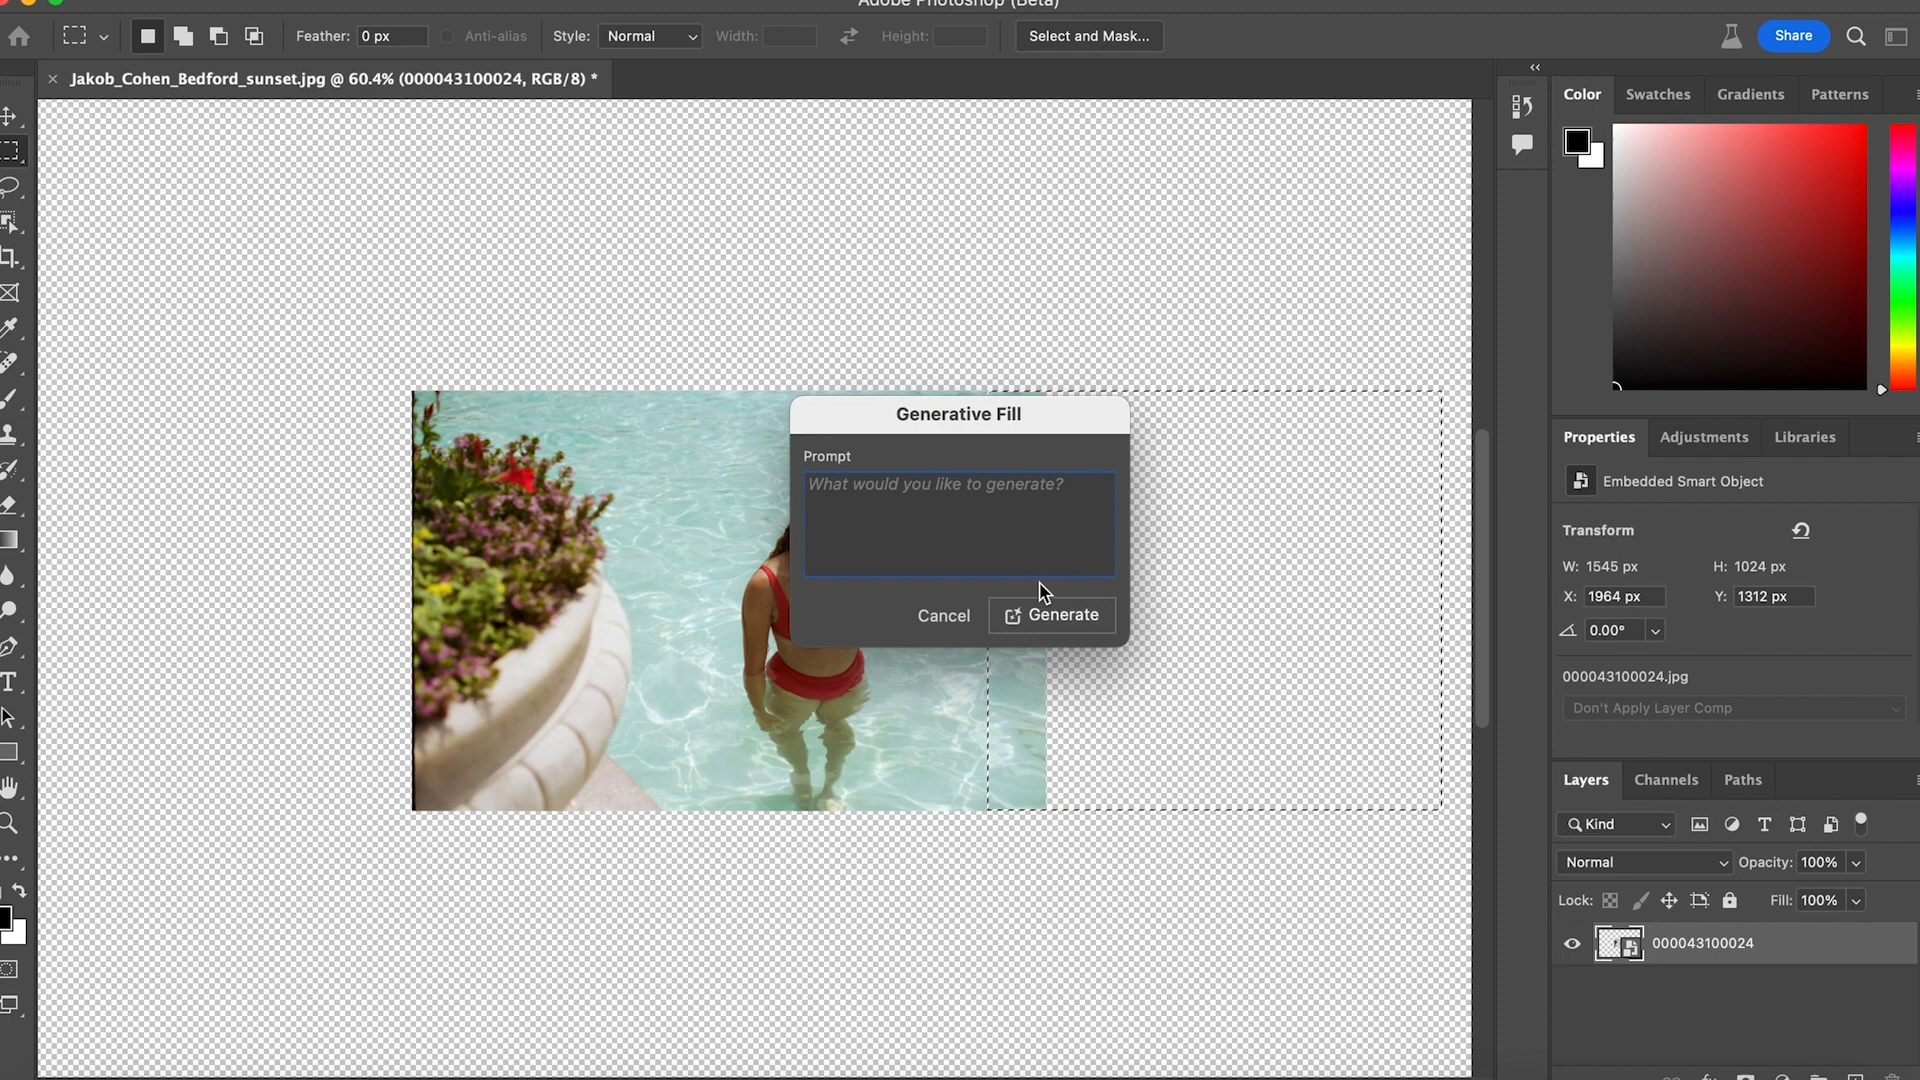 Adobe Photoshop (Beta)
Feather: 0 px Anti-alias Style: Normal Width: Height: Select and Mask... Share
× Jakob_Cohen_Bedford_sunset.jpg @ 60.4% (000043100024, RGB/8) *
Color Swatches Gradients Patterns
Generative Fill
Prompt
What would you like to generate?
Cancel Generate
Properties Adjustments Libraries
Embedded Smart Object
Transform
W: 1545 px H: 1024 px
X: 1964 px Y: 1312 px
0.00°
000043100024.jpg
Don't Apply Layer Comp
Layers Channels Paths
Kind
Normal Opacity: 100%
Lock: Fill: 100%
000043100024